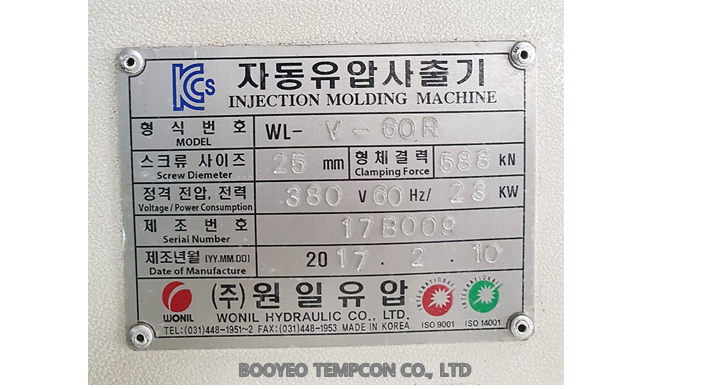 KCs 자동유압사출기
INJECTION MOLDING MACHINE
형식번호 WL- V-60R
MODEL
스크류 사이즈 25 mm 형체결력 588 kN
Screw Diemeter Clamping Force
정격 전압, 전력 380 V 60 Hz/ 23 KW
Voltage / Power Consumption
제조번호 17B009
Serial Number
제조년월 (YY.MM.DD) 2017. 2. 10
Date of Manufacture
WONIL (주)원일유압
WONIL HYDRAULIC CO., LTD.
TEL:(031)448-1951~2 FAX:(031)448-1953 MADE IN KOREA
INTERNATIONAL ISO 9001
INTERNATIONAL ISO 14001
BOOYEO TEMPCON CO., LTD